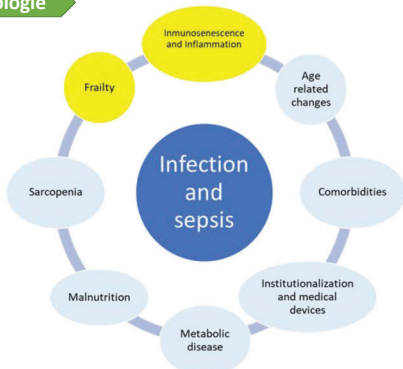 Inmunosenescence
and Inflammation
Frailty
Age
related
changes
Infection
and
sepsis
Sarcopenia
Comorbidities
Malnutrition
Institutionalization
and medical
devices
Metabolic
disease